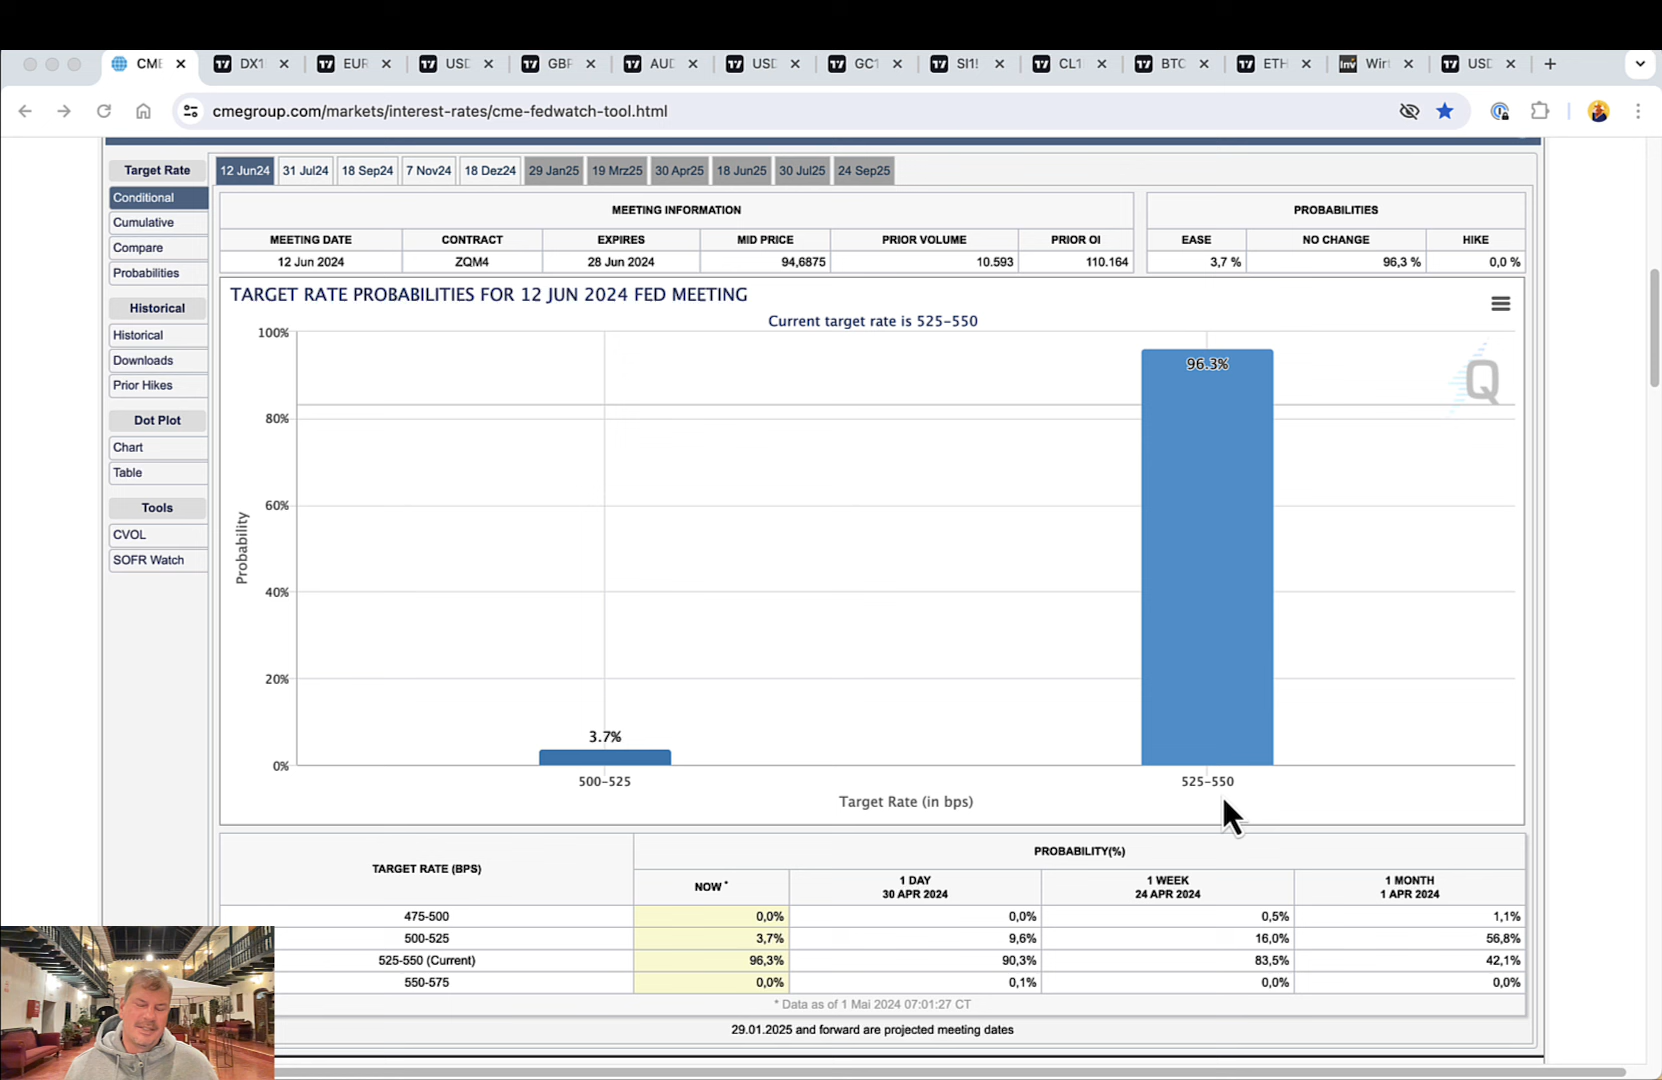 CME
DX1
EUR
USD
GBP
AUD
USD
GC1
SI1!
CL1
BTC
ETH
Inv Wirt
USD
cmegroup.com/markets/interest-rates/cme-fedwatch-tool.html
Target Rate
Conditional
Cumulative
Compare
Probabilities
Historical
Historical
Downloads
Prior Hikes
Dot Plot
Chart
Table
Tools
CVOL
SOFR Watch
12 Jun24 31 Jul24 18 Sep24 7 Nov24 18 Dez24 29 Jan25 19 Mrz25 30 Apr25 18 Jun25 30 Jul25 24 Sep25
MEETING INFORMATION
MEETING DATE CONTRACT EXPIRES MID PRICE PRIOR VOLUME PRIOR OI
12 Jun 2024 ZQM4 28 Jun 2024 94,6875 10.593 110.164
PROBABILITIES
EASE NO CHANGE HIKE
3,7 % 96,3 % 0,0 %
TARGET RATE PROBABILITIES FOR 12 JUN 2024 FED MEETING
Current target rate is 525–550
Probability
100%
80%
60%
40%
20%
0%
3.7%
96.3%
Q
500–525 525–550
Target Rate (in bps)
TARGET RATE (BPS) PROBABILITY(%)
NOW * 1 DAY 1 WEEK 1 MONTH
30 APR 2024 24 APR 2024 1 APR 2024
475-500 0,0% 0,0% 0,5% 1,1%
500-525 3,7% 9,6% 16,0% 56,8%
525-550 (Current) 96,3% 90,3% 83,5% 42,1%
550-575 0,0% 0,1% 0,0% 0,0%
* Data as of 1 Mai 2024 07:01:27 CT
29.01.2025 and forward are projected meeting dates